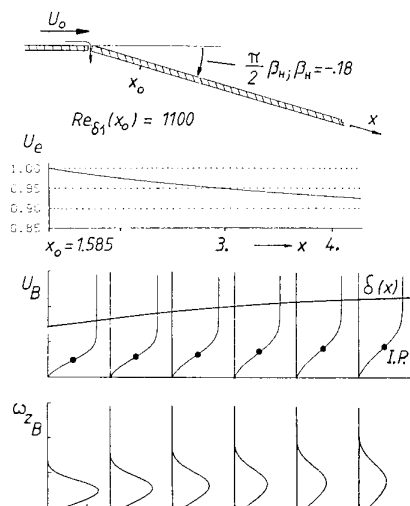 U₀
x₀
π/2 β_H; β_H=-.18
Re_δ1(x₀) = 1100
x
U_e
1.00
0.95
0.90
0.85
x₀=1.585
3.
x
4.
U_B
δ(x)
I.P.
ω_zB